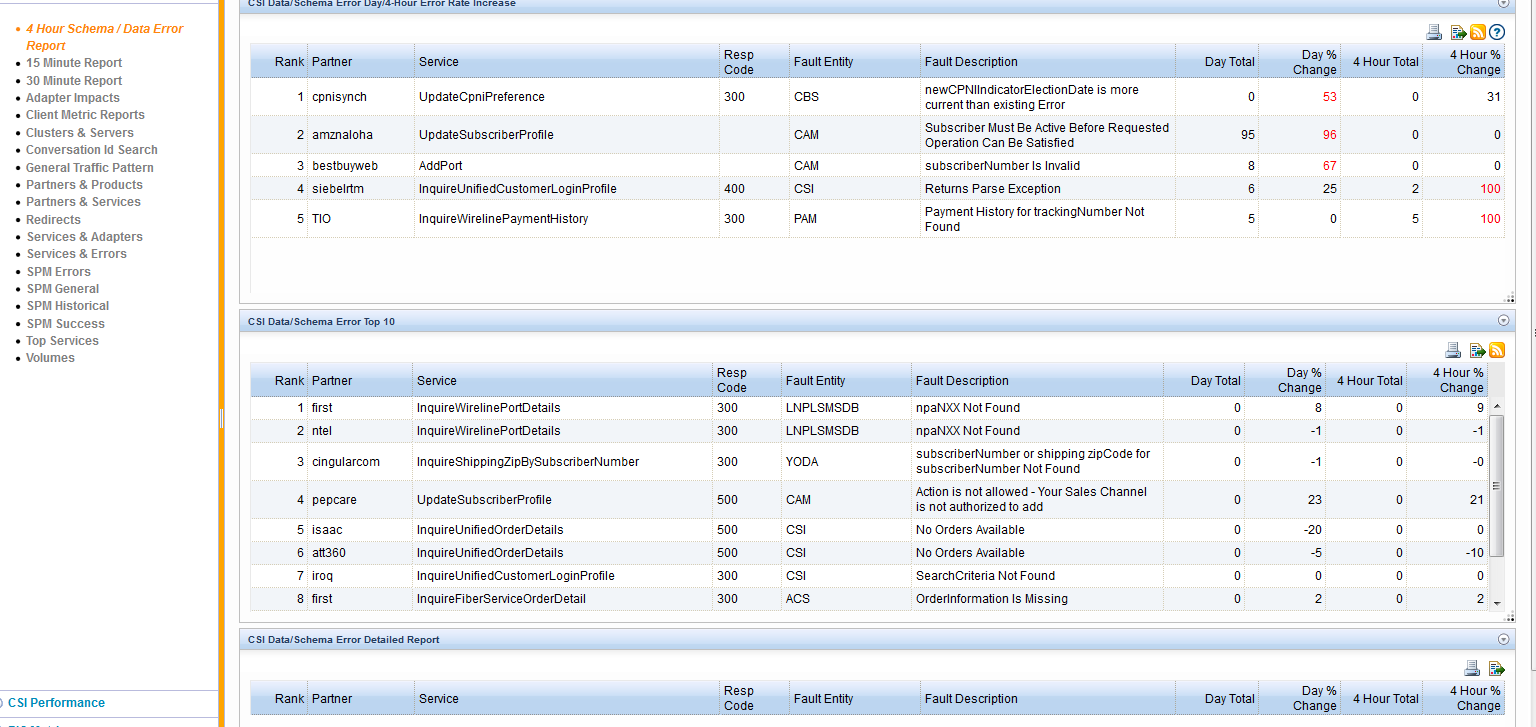 CSI Data/Schema Error Day/4-Hour Error Rate Increase
4 Hour Schema / Data Error
Report
15 Minute Report
30 Minute Report
Adapter Impacts
Client Metric Reports
Clusters & Servers
Conversation Id Search
General Traffic Pattern
Partners & Products
Partners & Services
Redirects
Services & Adapters
Services & Errors
SPM Errors
SPM General
SPM Historical
SPM Success
Top Services
Volumes
CSI Performance
Rank Partner Service Resp Code Fault Entity Fault Description Day Total Day % Change 4 Hour Total 4 Hour % Change
1 cpnisynch UpdateCpniPreference 300 CBS newCPNIIndicatorElectionDate is more current than existing Error 0 53 0 31
2 amznaloha UpdateSubscriberProfile CAM Subscriber Must Be Active Before Requested Operation Can Be Satisfied 95 96 0 0
3 bestbuyweb AddPort CAM subscriberNumber Is Invalid 8 67 0 0
4 siebelrtm InquireUnifiedCustomerLoginProfile 400 CSI Returns Parse Exception 6 25 2 100
5 TIO InquireWirelinePaymentHistory 300 PAM Payment History for trackingNumber Not Found 5 0 5 100
CSI Data/Schema Error Top 10
Rank Partner Service Resp Code Fault Entity Fault Description Day Total Day % Change 4 Hour Total 4 Hour % Change
1 first InquireWirelinePortDetails 300 LNPLSMSDB npaNXX Not Found 0 8 0 9
2 ntel InquireWirelinePortDetails 300 LNPLSMSDB npaNXX Not Found 0 -1 0 -1
3 cingularcom InquireShippingZipBySubscriberNumber 300 YODA subscriberNumber or shipping zipCode for subscriberNumber Not Found 0 -1 0 -0
4 pepcare UpdateSubscriberProfile 500 CAM Action is not allowed - Your Sales Channel is not authorized to add 0 23 0 21
5 isaac InquireUnifiedOrderDetails 500 CSI No Orders Available 0 -20 0 0
6 att360 InquireUnifiedOrderDetails 500 CSI No Orders Available 0 -5 0 -10
7 iroq InquireUnifiedCustomerLoginProfile 300 CSI SearchCriteria Not Found 0 0 0 0
8 first InquireFiberServiceOrderDetail 300 ACS OrderInformation Is Missing 0 2 0 2
CSI Data/Schema Error Detailed Report
Rank Partner Service Resp Code Fault Entity Fault Description Day Total Day % Change 4 Hour Total 4 Hour % Change